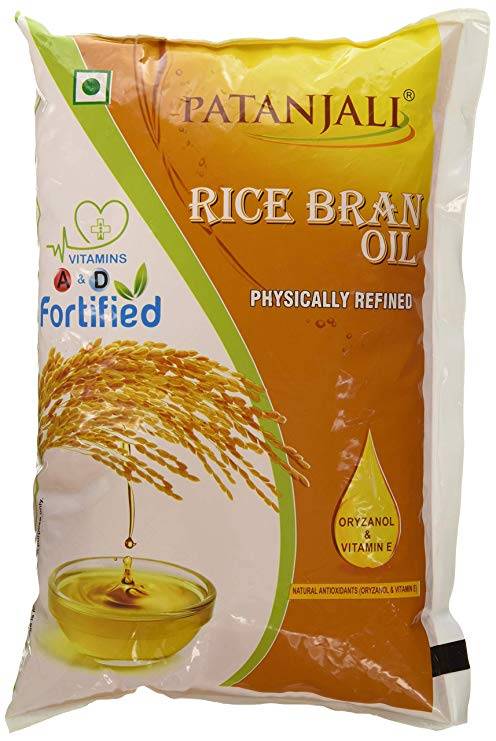 PATANJALI®
RICE BRAN
OIL
PHYSICALLY REFINED
VITAMINS
A & D
Fortified
ORYZANOL
&
VITAMIN E
NATURAL ANTIOXIDANTS (ORYZANOL & VITAMIN E)